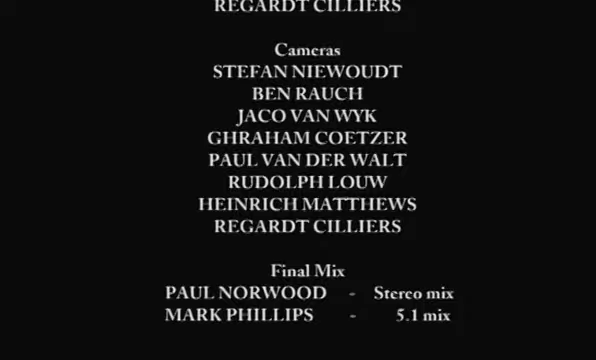 REGARDT CILLIERS
Cameras
STEFAN NIEWOUDT
BEN RAUCH
JACO VAN WYK
GHRAHAM COETZER
PAUL VAN DER WALT
RUDOLPH LOUW
HEINRICH MATTHEWS
REGARDT CILLIERS
Final Mix
PAUL NORWOOD - Stereo mix
MARK PHILLIPS - 5.1 mix